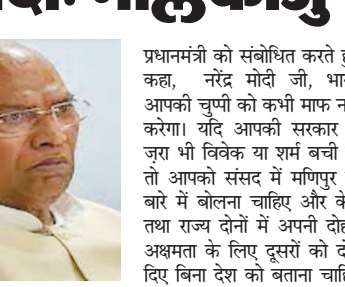 मल्लिकार्जु
प्रधानमंत्री को संबोधित करते
कहा, नरेंद्र मोदी जी,
आपकी चुप्पी को कभी माफ
करेगा। यदि आपकी सरकार
ज़रा भी विवेक या शर्म बची
तो आपको संसद में मणिपुर
बारे में बोलना चाहिए और
तथा राज्य दोनों में अपनी
अक्षमता के लिए दूसरों को
दिए बिना देश को बताना